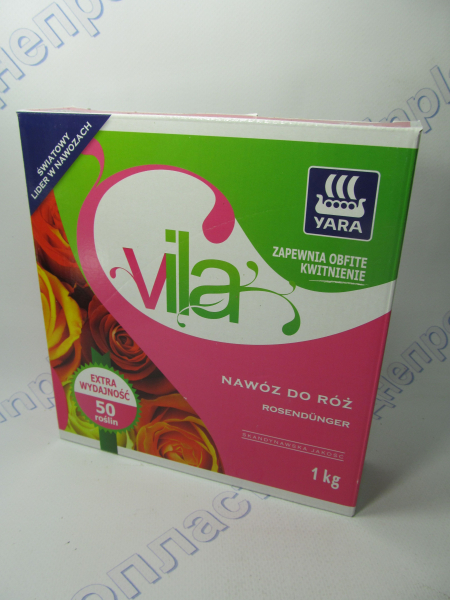 ŚWIATOWY
LIDER W NAWOZACH
YARA
ZAPEWNIA OBFITE
KWITNIENIE
vila
NAWÓZ DO RÓŻ
ROSENDÜNGER
SKANDYNAWSKA JAKOŚĆ
1 kg
EXTRA
WYDAJNOŚĆ
50
roślin